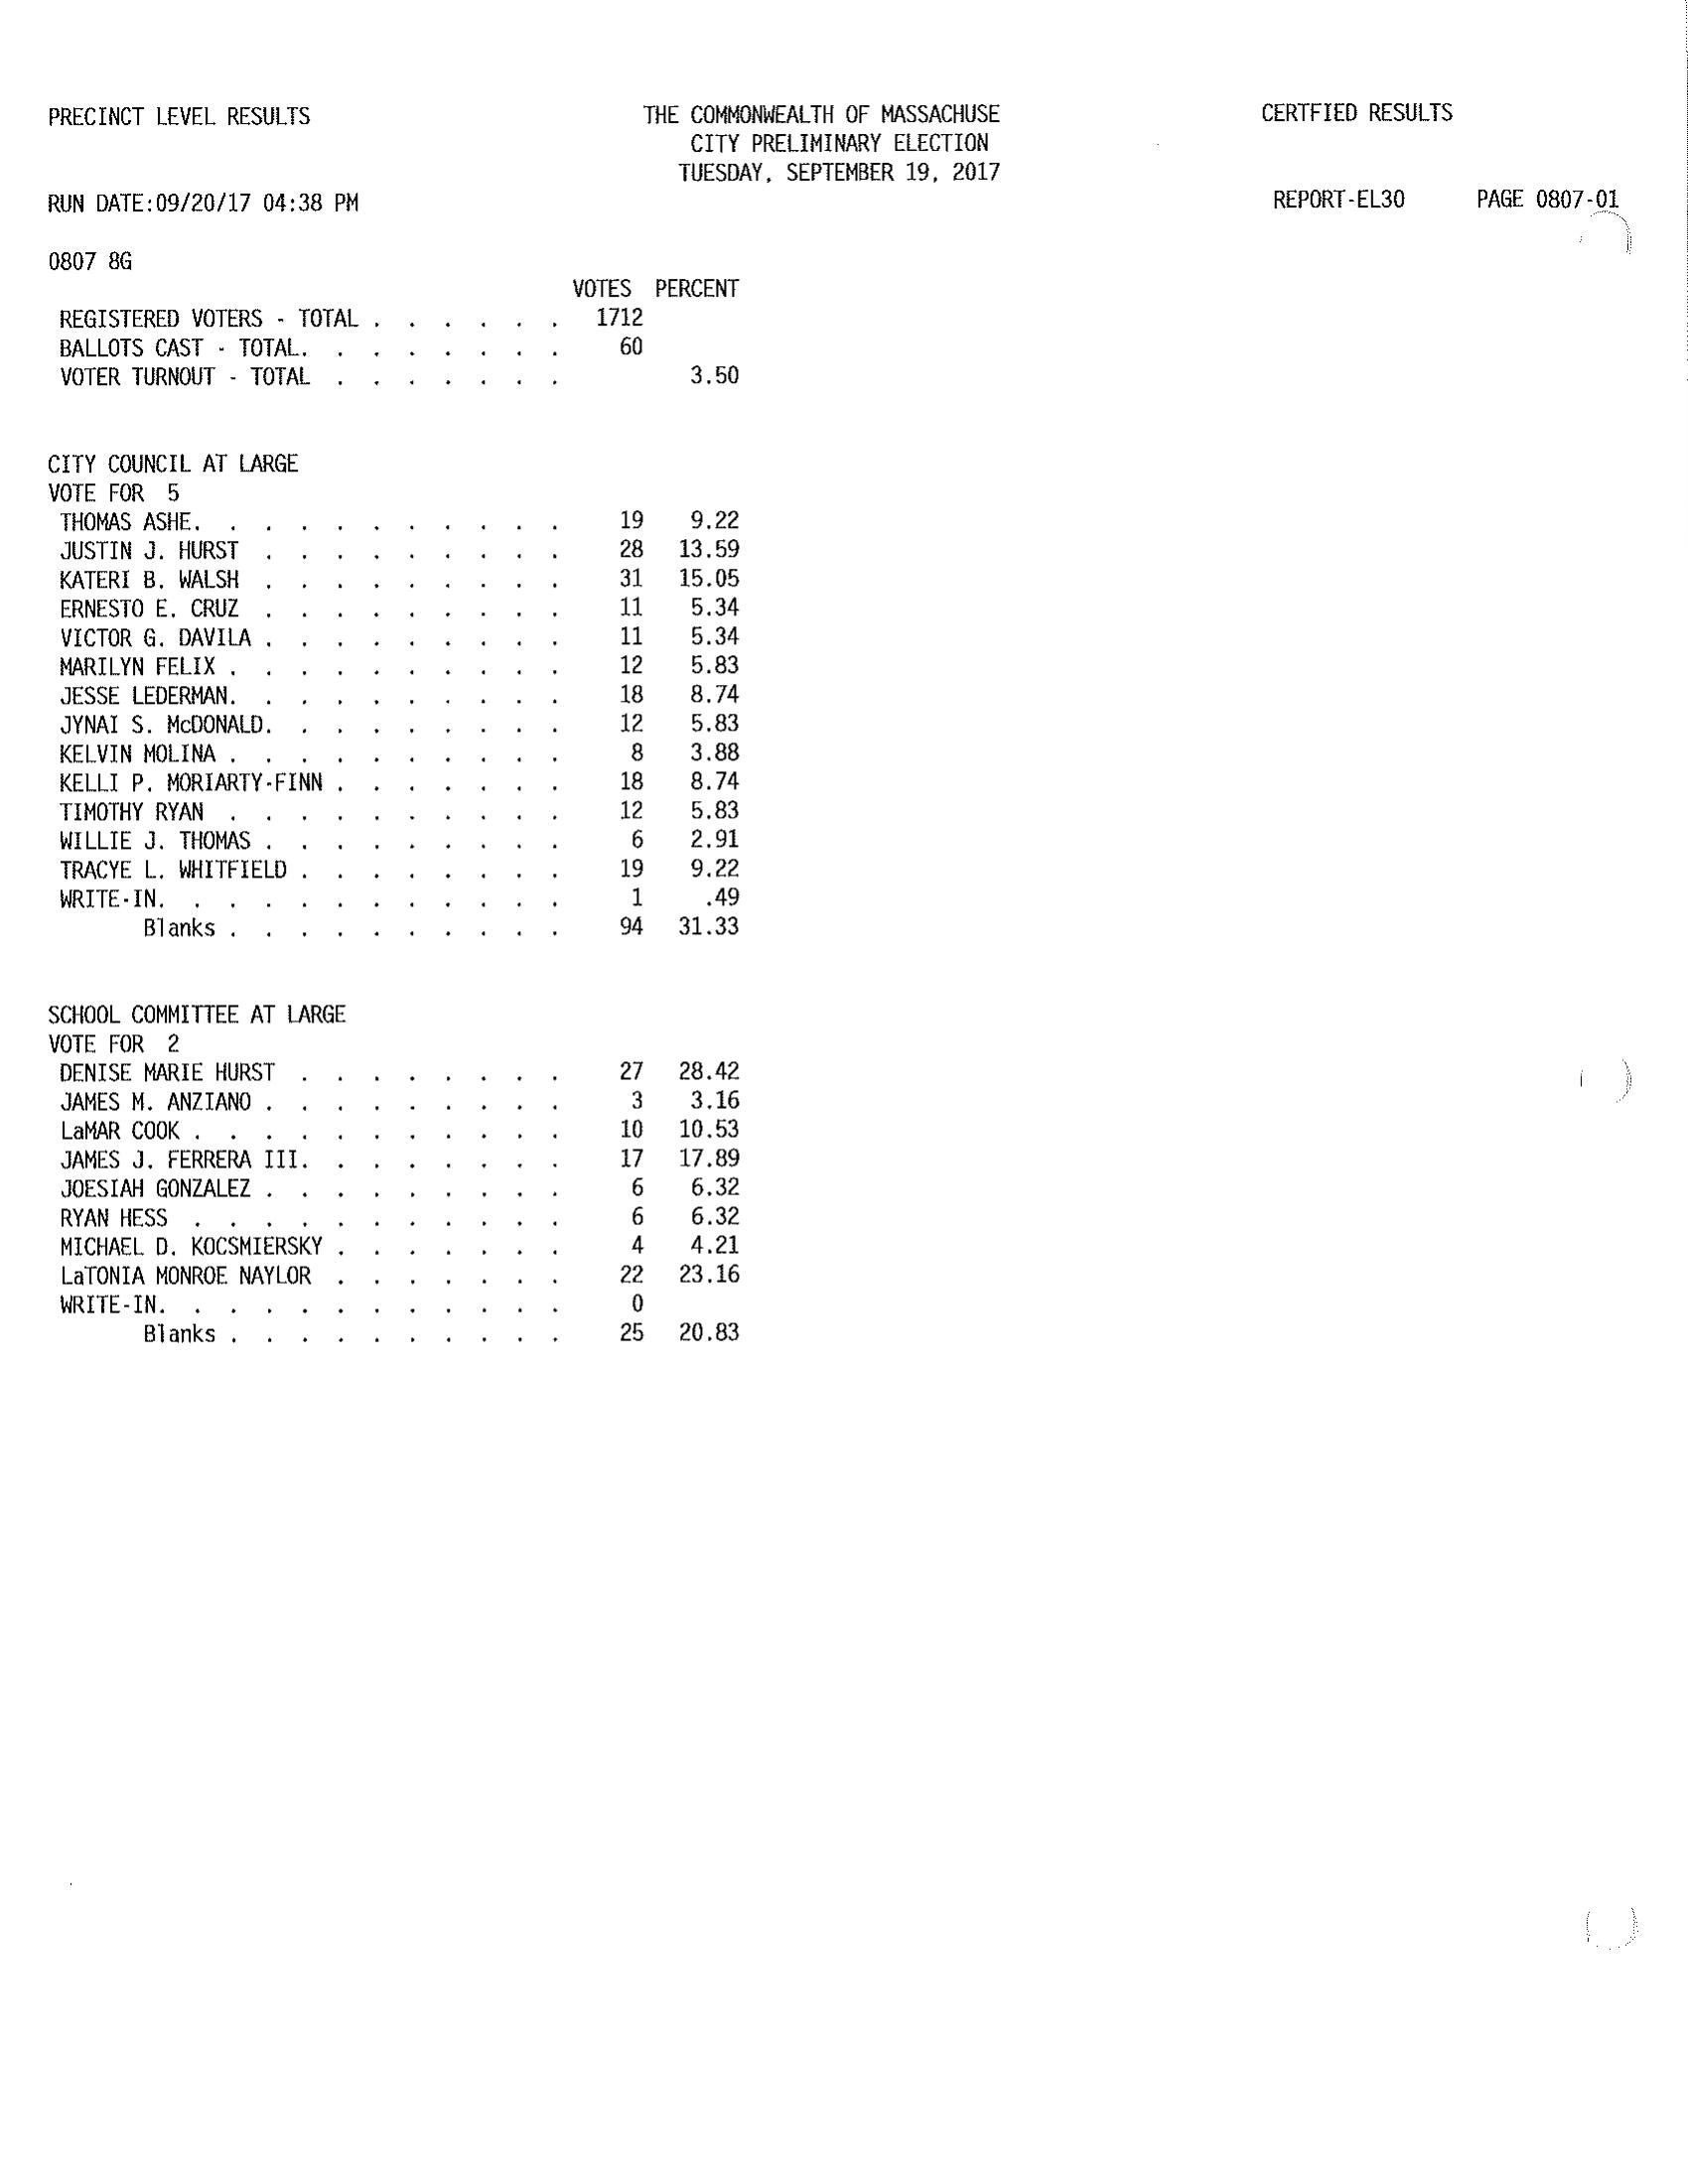 PRECINCT LEVEL RESULTS THE COMMONWEALTH OF MASSACHUSE CERTFIED RESULTS
CITY PRELIMINARY ELECTION
TUESDAY, SEPTEMBER 19, 2017
RUN DATE:09/20/17 04:38 PM REPORT-EL30 PAGE 0807-01
0807 8G
VOTES PERCENT
REGISTERED VOTERS - TOTAL . . . . . . 1712
BALLOTS CAST - TOTAL. . . . . . . . 60
VOTER TURNOUT - TOTAL . . . . . . . 3.50
CITY COUNCIL AT LARGE
VOTE FOR 5
THOMAS ASHE. . . . . . . . . . . 19 9.22
JUSTIN J. HURST . . . . . . . . . 28 13.59
KATERI B. WALSH . . . . . . . . . 31 15.05
ERNESTO E. CRUZ . . . . . . . . . 11 5.34
VICTOR G. DAVILA . . . . . . . . . 11 5.34
MARILYN FELIX . . . . . . . . . . 12 5.83
JESSE LEDERMAN. . . . . . . . . . 18 8.74
JYNAI S. McDONALD. . . . . . . . . 12 5.83
KELVIN MOLINA . . . . . . . . . . 8 3.88
KELLI P. MORIARTY-FINN . . . . . . . 18 8.74
TIMOTHY RYAN . . . . . . . . . . 12 5.83
WILLIE J. THOMAS . . . . . . . . . 6 2.91
TRACYE L. WHITFIELD . . . . . . . . 19 9.22
WRITE-IN. . . . . . . . . . . . 1 .49
Blanks . . . . . . . . . . 94 31.33
SCHOOL COMMITTEE AT LARGE
VOTE FOR 2
DENISE MARIE HURST . . . . . . . . 27 28.42
JAMES M. ANZIANO . . . . . . . . . 3 3.16
LaMAR COOK . . . . . . . . . . . 10 10.53
JAMES J. FERRERA III. . . . . . . . 17 17.89
JOESIAH GONZALEZ . . . . . . . . . 6 6.32
RYAN HESS . . . . . . . . . . . 6 6.32
MICHAEL D. KOCSMIERSKY . . . . . . . 4 4.21
LaTONIA MONROE NAYLOR . . . . . . . 22 23.16
WRITE-IN. . . . . . . . . . . . 0
Blanks . . . . . . . . . . 25 20.83